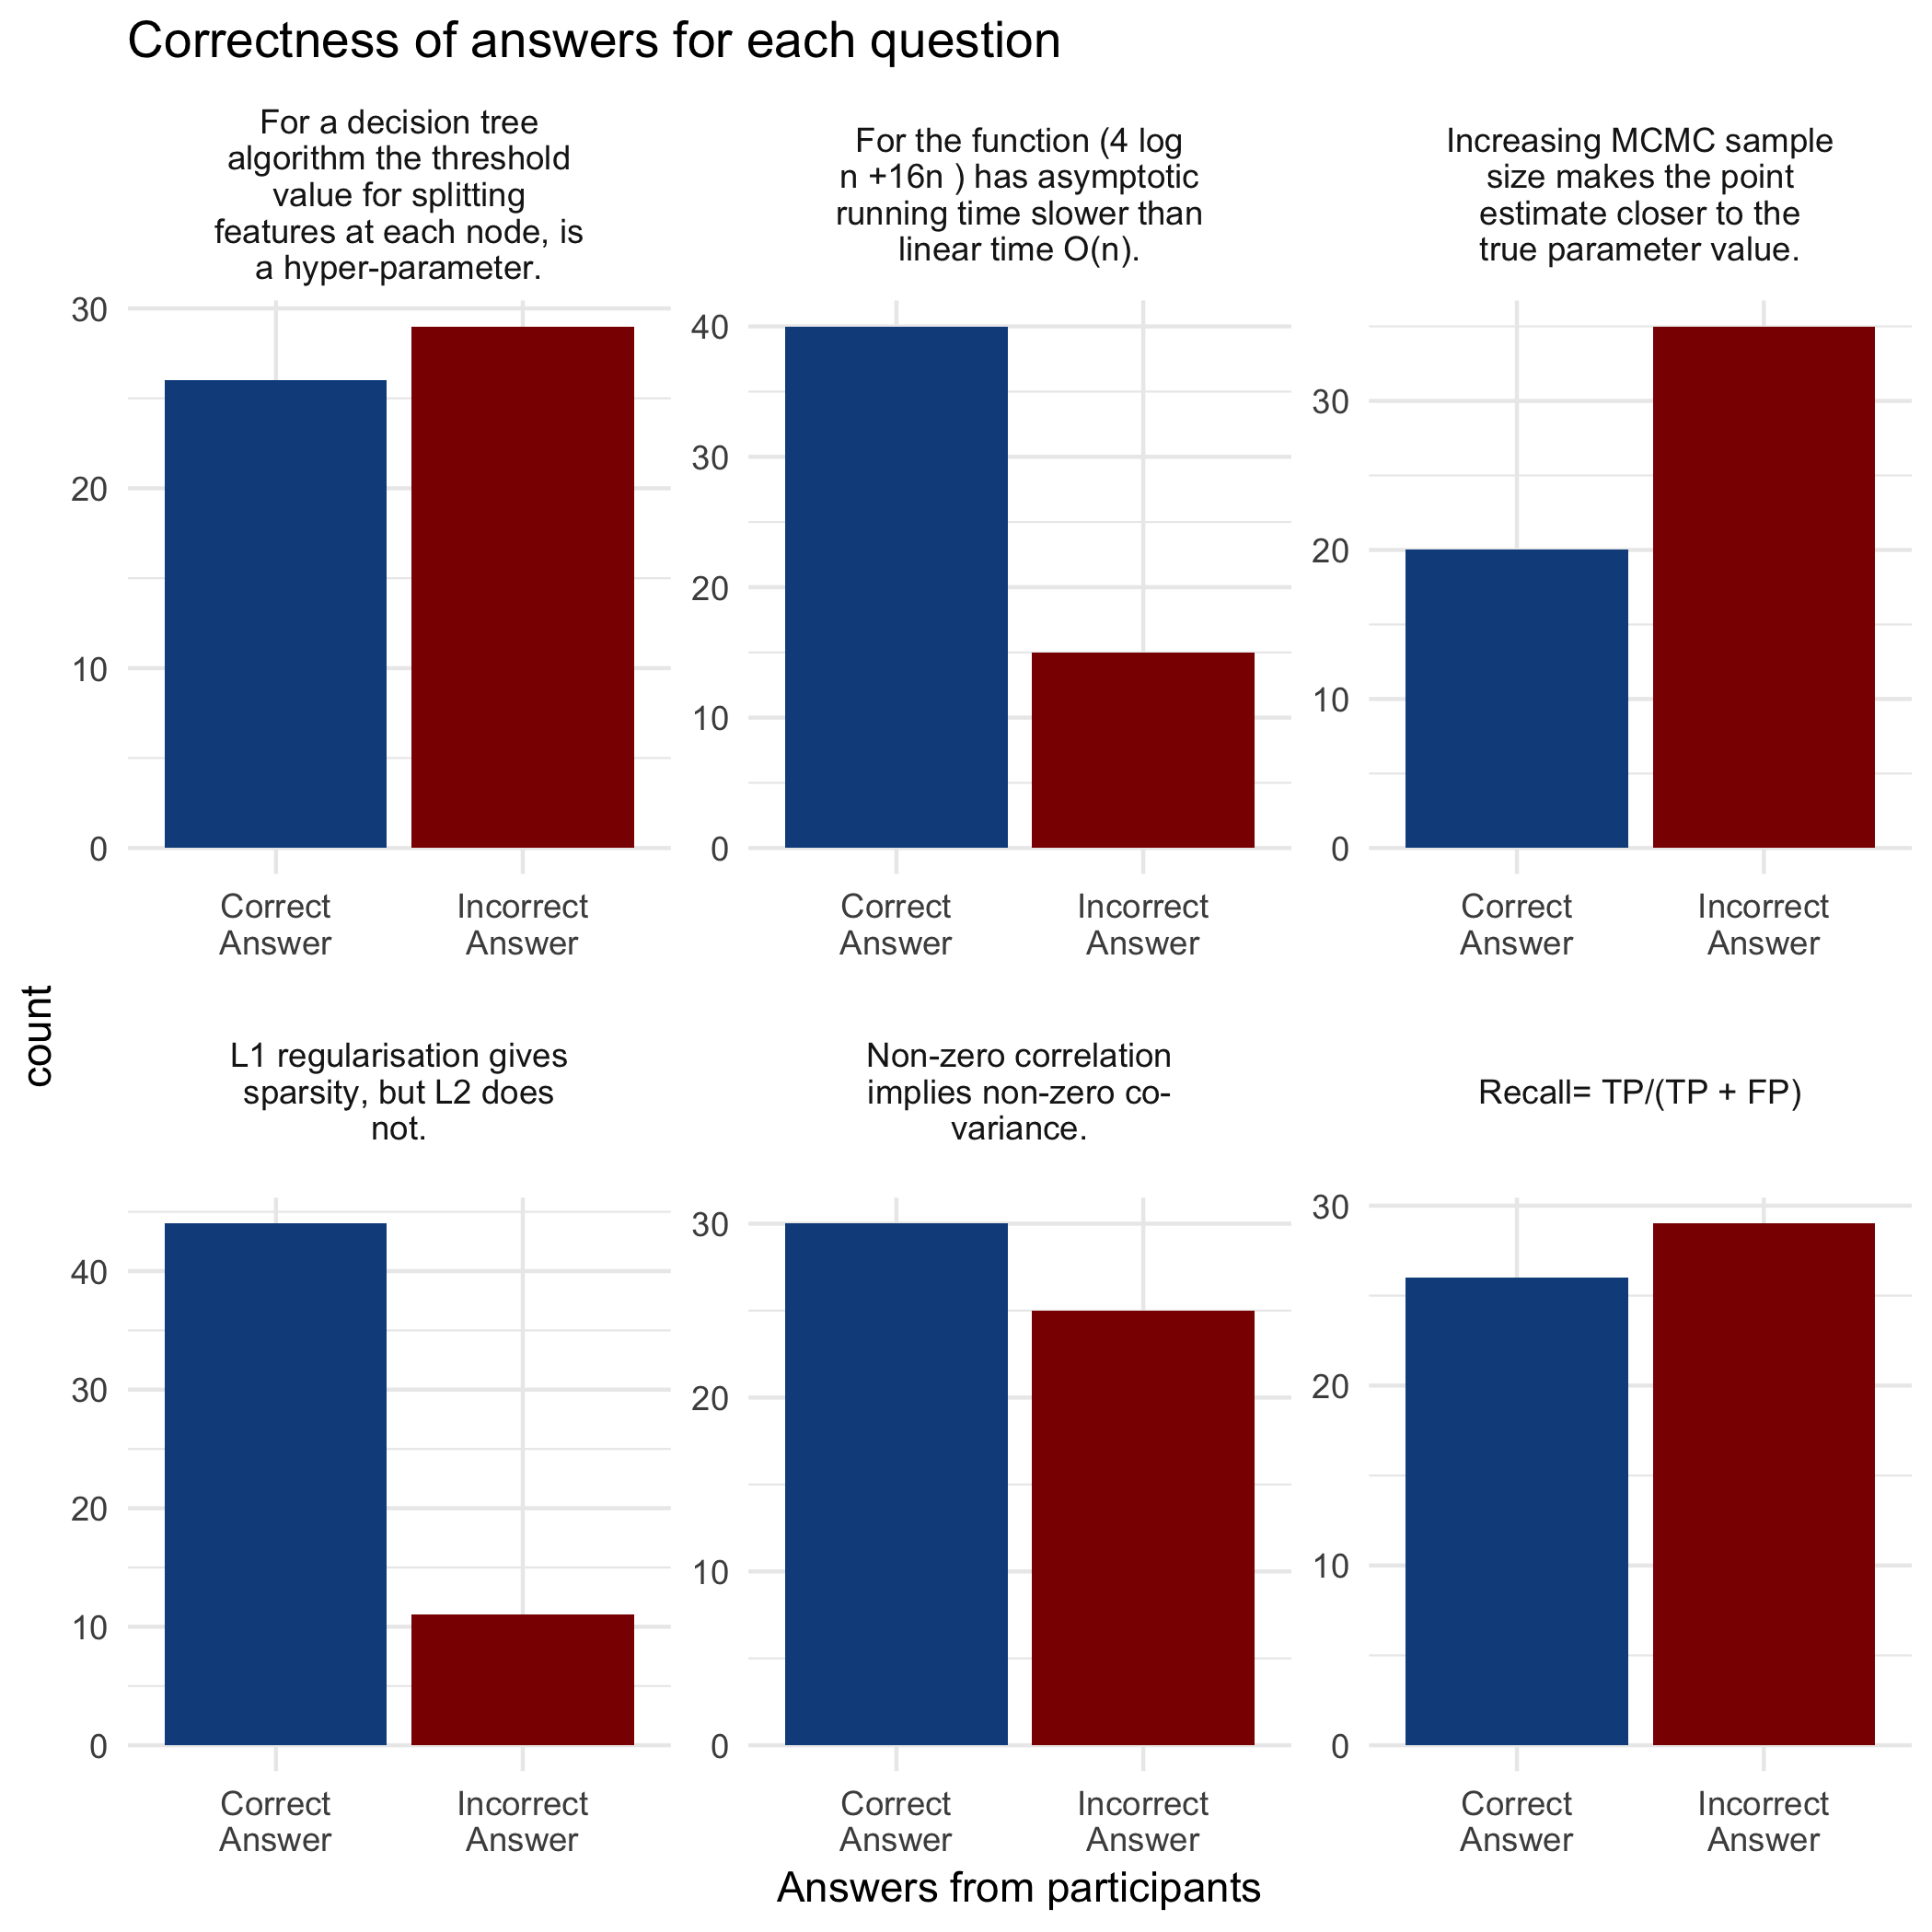 Correctness of answers for each question
For a decision tree
algorithm the threshold
value for splitting
features at each node, is
a hyper-parameter.
For the function (4 log
n +16n ) has asymptotic
running time slower than
linear time O(n).
Increasing MCMC sample
size makes the point
estimate closer to the
true parameter value.
30
20
10
0
40
30
20
10
0
30
20
10
0
Correct
Answer
Incorrect
Answer
Correct
Answer
Incorrect
Answer
Correct
Answer
Incorrect
Answer
count
L1 regularisation gives
sparsity, but L2 does
not.
Non-zero correlation
implies non-zero co-
variance.
Recall= TP/(TP + FP)
40
30
20
10
0
30
20
10
0
30
20
10
0
Correct
Answer
Incorrect
Answer
Correct
Answer
Incorrect
Answer
Correct
Answer
Incorrect
Answer
Answers from participants